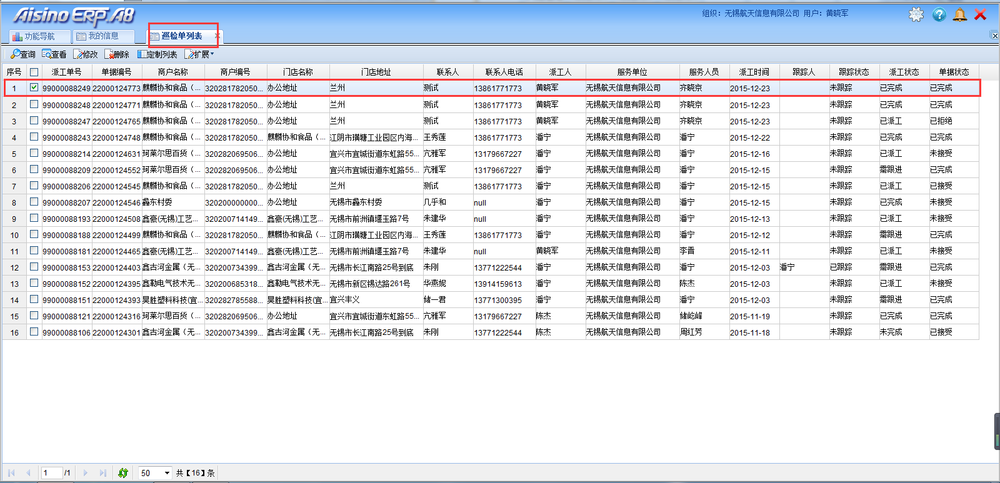 Aisino ERP.A8
组织：无锡航天信息有限公司 用户：黄晓军
功能导航 我的信息 巡检单列表
查询 查看 修改 删除 定制列表 扩展
序号 派工单号 单据编号 商户名称 商户编号 门店名称 门店地址 联系人 联系人电话 派工人 服务单位 服务人员 派工时间 跟踪人 跟踪状态 派工状态 单据状态
1 99000088249 22000124773 麒麟协和食品（... 320281782050... 办公地址 兰州 测试 13861771773 黄晓军 无锡航天信息有限公司 齐晓京 2015-12-23 未跟踪 已完成 已完成
2 99000088248 22000124771 麒麟协和食品（... 320281782050... 办公地址 兰州 测试 13861771773 黄晓军 无锡航天信息有限公司 齐晓京 2015-12-23 未跟踪 已完成 已完成
3 99000088247 22000124765 麒麟协和食品（... 320281782050... 办公地址 兰州 测试 13861771773 黄晓军 无锡航天信息有限公司 齐晓京 2015-12-23 未跟踪 已派工 已拒绝
4 99000088243 22000124748 麒麟协和食品（... 320281782050... 麒麟协和食品（... 江阴市璜塘工业园区内海... 王秀莲 13861771773 潘宁 无锡航天信息有限公司 潘宁 2015-12-22 未跟踪 已完成 已完成
5 99000088214 22000124631 珂莱尔思百货（... 320282069506... 办公地址 宜兴市宜城街道东虹路55... 亢雅军 13179667227 潘宁 无锡航天信息有限公司 潘宁 2015-12-16 未跟踪 已派工 未接受
6 99000088209 22000124552 珂莱尔思百货（... 320282069506... 办公地址 宜兴市宜城街道东虹路55... 亢雅军 13179667227 潘宁 无锡航天信息有限公司 潘宁 2015-12-15 未跟踪 需跟进 已完成
7 99000088206 22000124545 麒麟协和食品（... 320281782050... 办公地址 兰州 测试 13861771773 潘宁 无锡航天信息有限公司 潘宁 2015-12-15 未跟踪 已派工 已接受
8 99000088207 22000124546 鱻东村委 320200000000... 办公地址 无锡市鱻东村委 几乎和 null 潘宁 无锡航天信息有限公司 潘宁 2015-12-15 未跟踪 已完成 未接受
9 99000088193 22000124508 鑫豪(无锡)工艺... 320200714149... 鑫豪(无锡)工艺... 无锡市前洲镇堰玉路7号 朱建华 null 潘宁 无锡航天信息有限公司 潘宁 2015-12-13 未跟踪 已派工 未接受
10 99000088188 22000124499 麒麟协和食品（... 320281782050... 麒麟协和食品（... 江阴市璜塘工业园区内海... 王秀莲 13861771773 潘宁 无锡航天信息有限公司 潘宁 2015-12-12 未跟踪 需跟进 已完成
11 99000088181 22000124465 鑫豪(无锡)工艺... 320200714149... 鑫豪(无锡)工艺... 无锡市前洲镇堰玉路7号 朱建华 null 黄晓军 无锡航天信息有限公司 李晋 2015-12-11 未跟踪 已派工 未接受
12 99000088153 22000124403 鑫古河金属（无... 320200734399... 鑫古河金属（无... 无锡市长江南路25号到底 朱刚 13771222544 潘宁 无锡航天信息有限公司 潘宁 2015-12-03 潘宁 已跟踪 需跟进 已完成
13 99000088152 22000124395 鑫勒电气技术无... 320200685318... 鑫勒电气技术无... 无锡市新区锡达路261号 华燕妮 13914159613 潘宁 无锡航天信息有限公司 陈杰 2015-12-03 未跟踪 已派工 未接受
14 99000088151 22000124393 昊胜塑料科技(宜... 320282785588... 昊胜塑料科技(宜... 宜兴丰义 储一君 13771300395 潘宁 无锡航天信息有限公司 潘宁 2015-12-03 未跟踪 需跟进 已完成
15 99000088121 22000124316 珂莱尔思百货（... 320282069506... 办公地址 宜兴市宜城街道东虹路55... 亢雅军 13179667227 陈杰 无锡航天信息有限公司 储屹峰 2015-11-19 未跟踪 已完成 已完成
16 99000088106 22000124301 鑫古河金属（无... 320200734399... 鑫古河金属（无... 无锡市长江南路25号到底 朱刚 13771222544 陈杰 无锡航天信息有限公司 周红芳 2015-11-18 未跟踪 未完成 已接受
1 /1 50 共【16】条